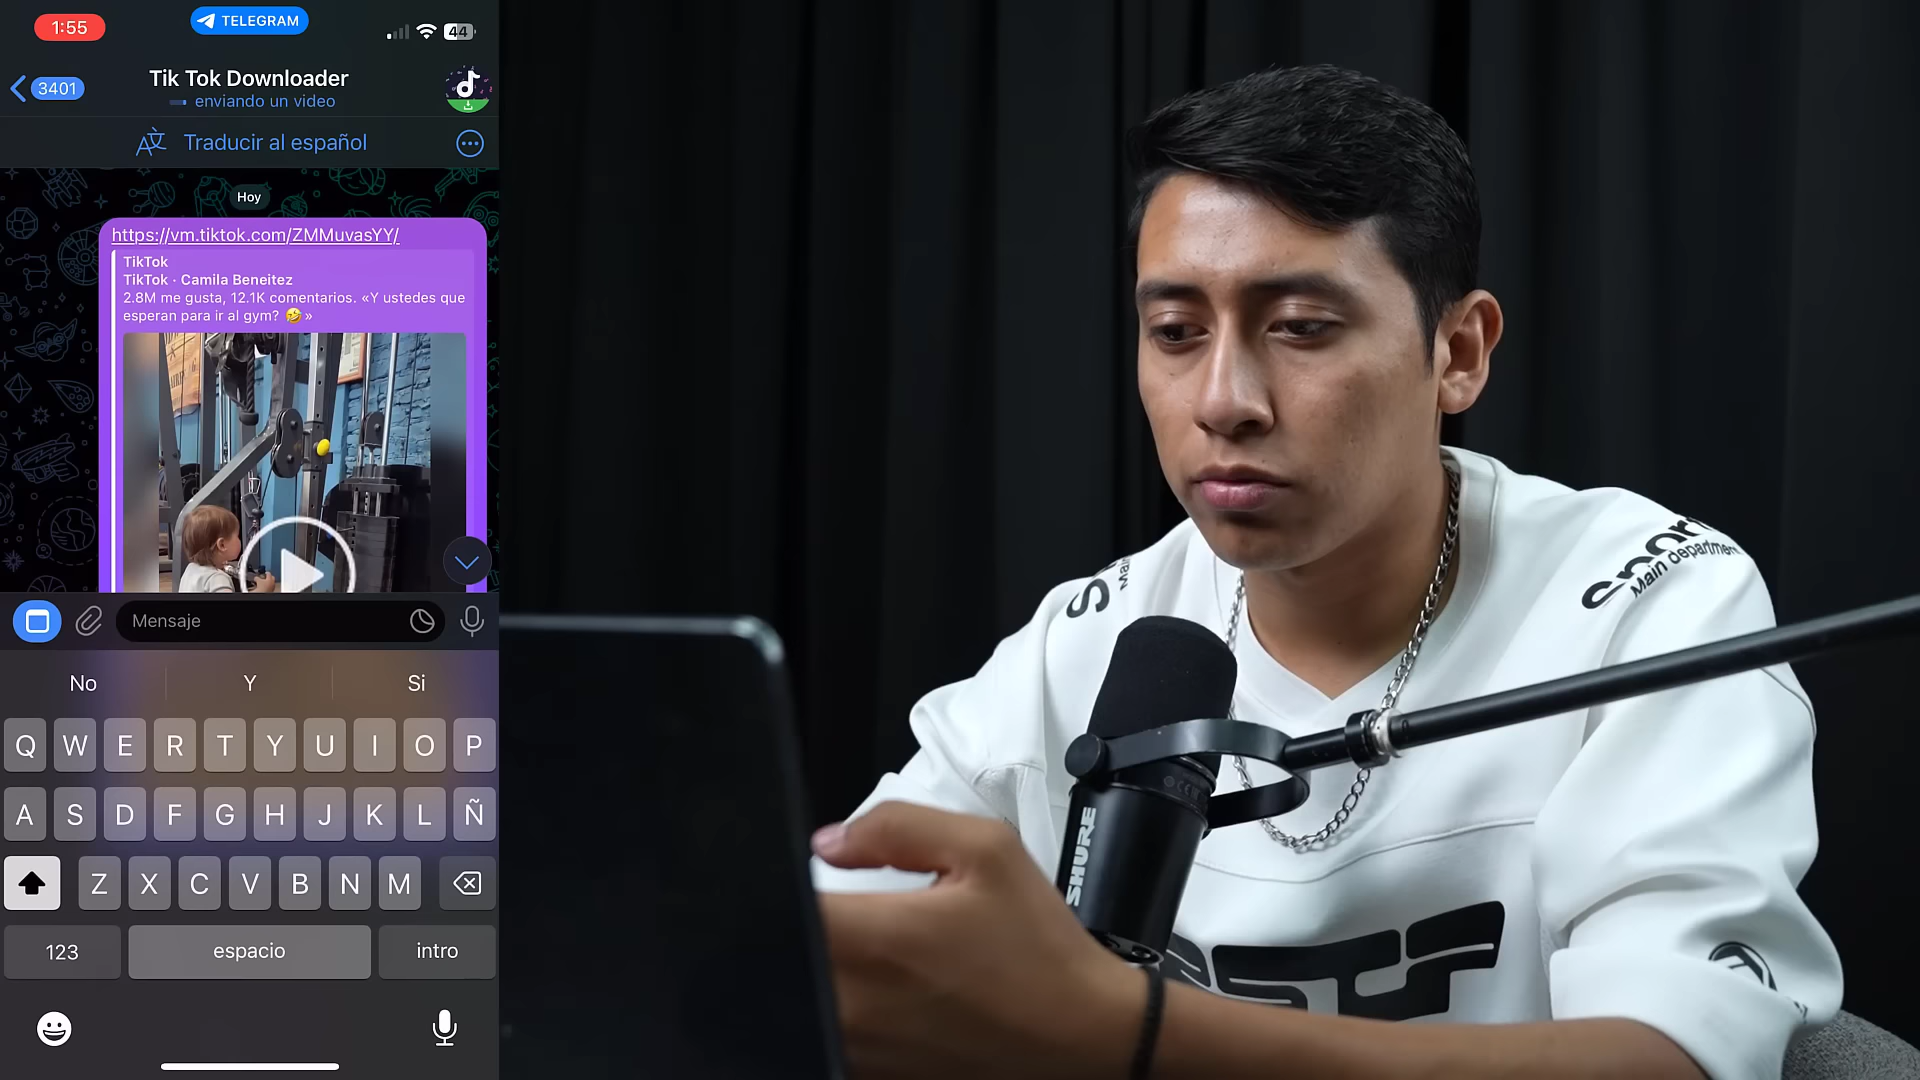 1:55
TELEGRAM
44
3401
Tik Tok Downloader
enviando un video
Traducir al español
Hoy
https://vm.tiktok.com/ZMMuvasYY/
TikTok
TikTok · Camila Beneitez
2.8M me gusta, 12.1K comentarios. «Y ustedes que
esperan para ir al gym? 🤣 »
Mensaje
No Y Si
Q W E R T Y U I O P
A S D F G H J K L Ñ
Z X C V B N M
123 espacio intro
Main department
SHURE